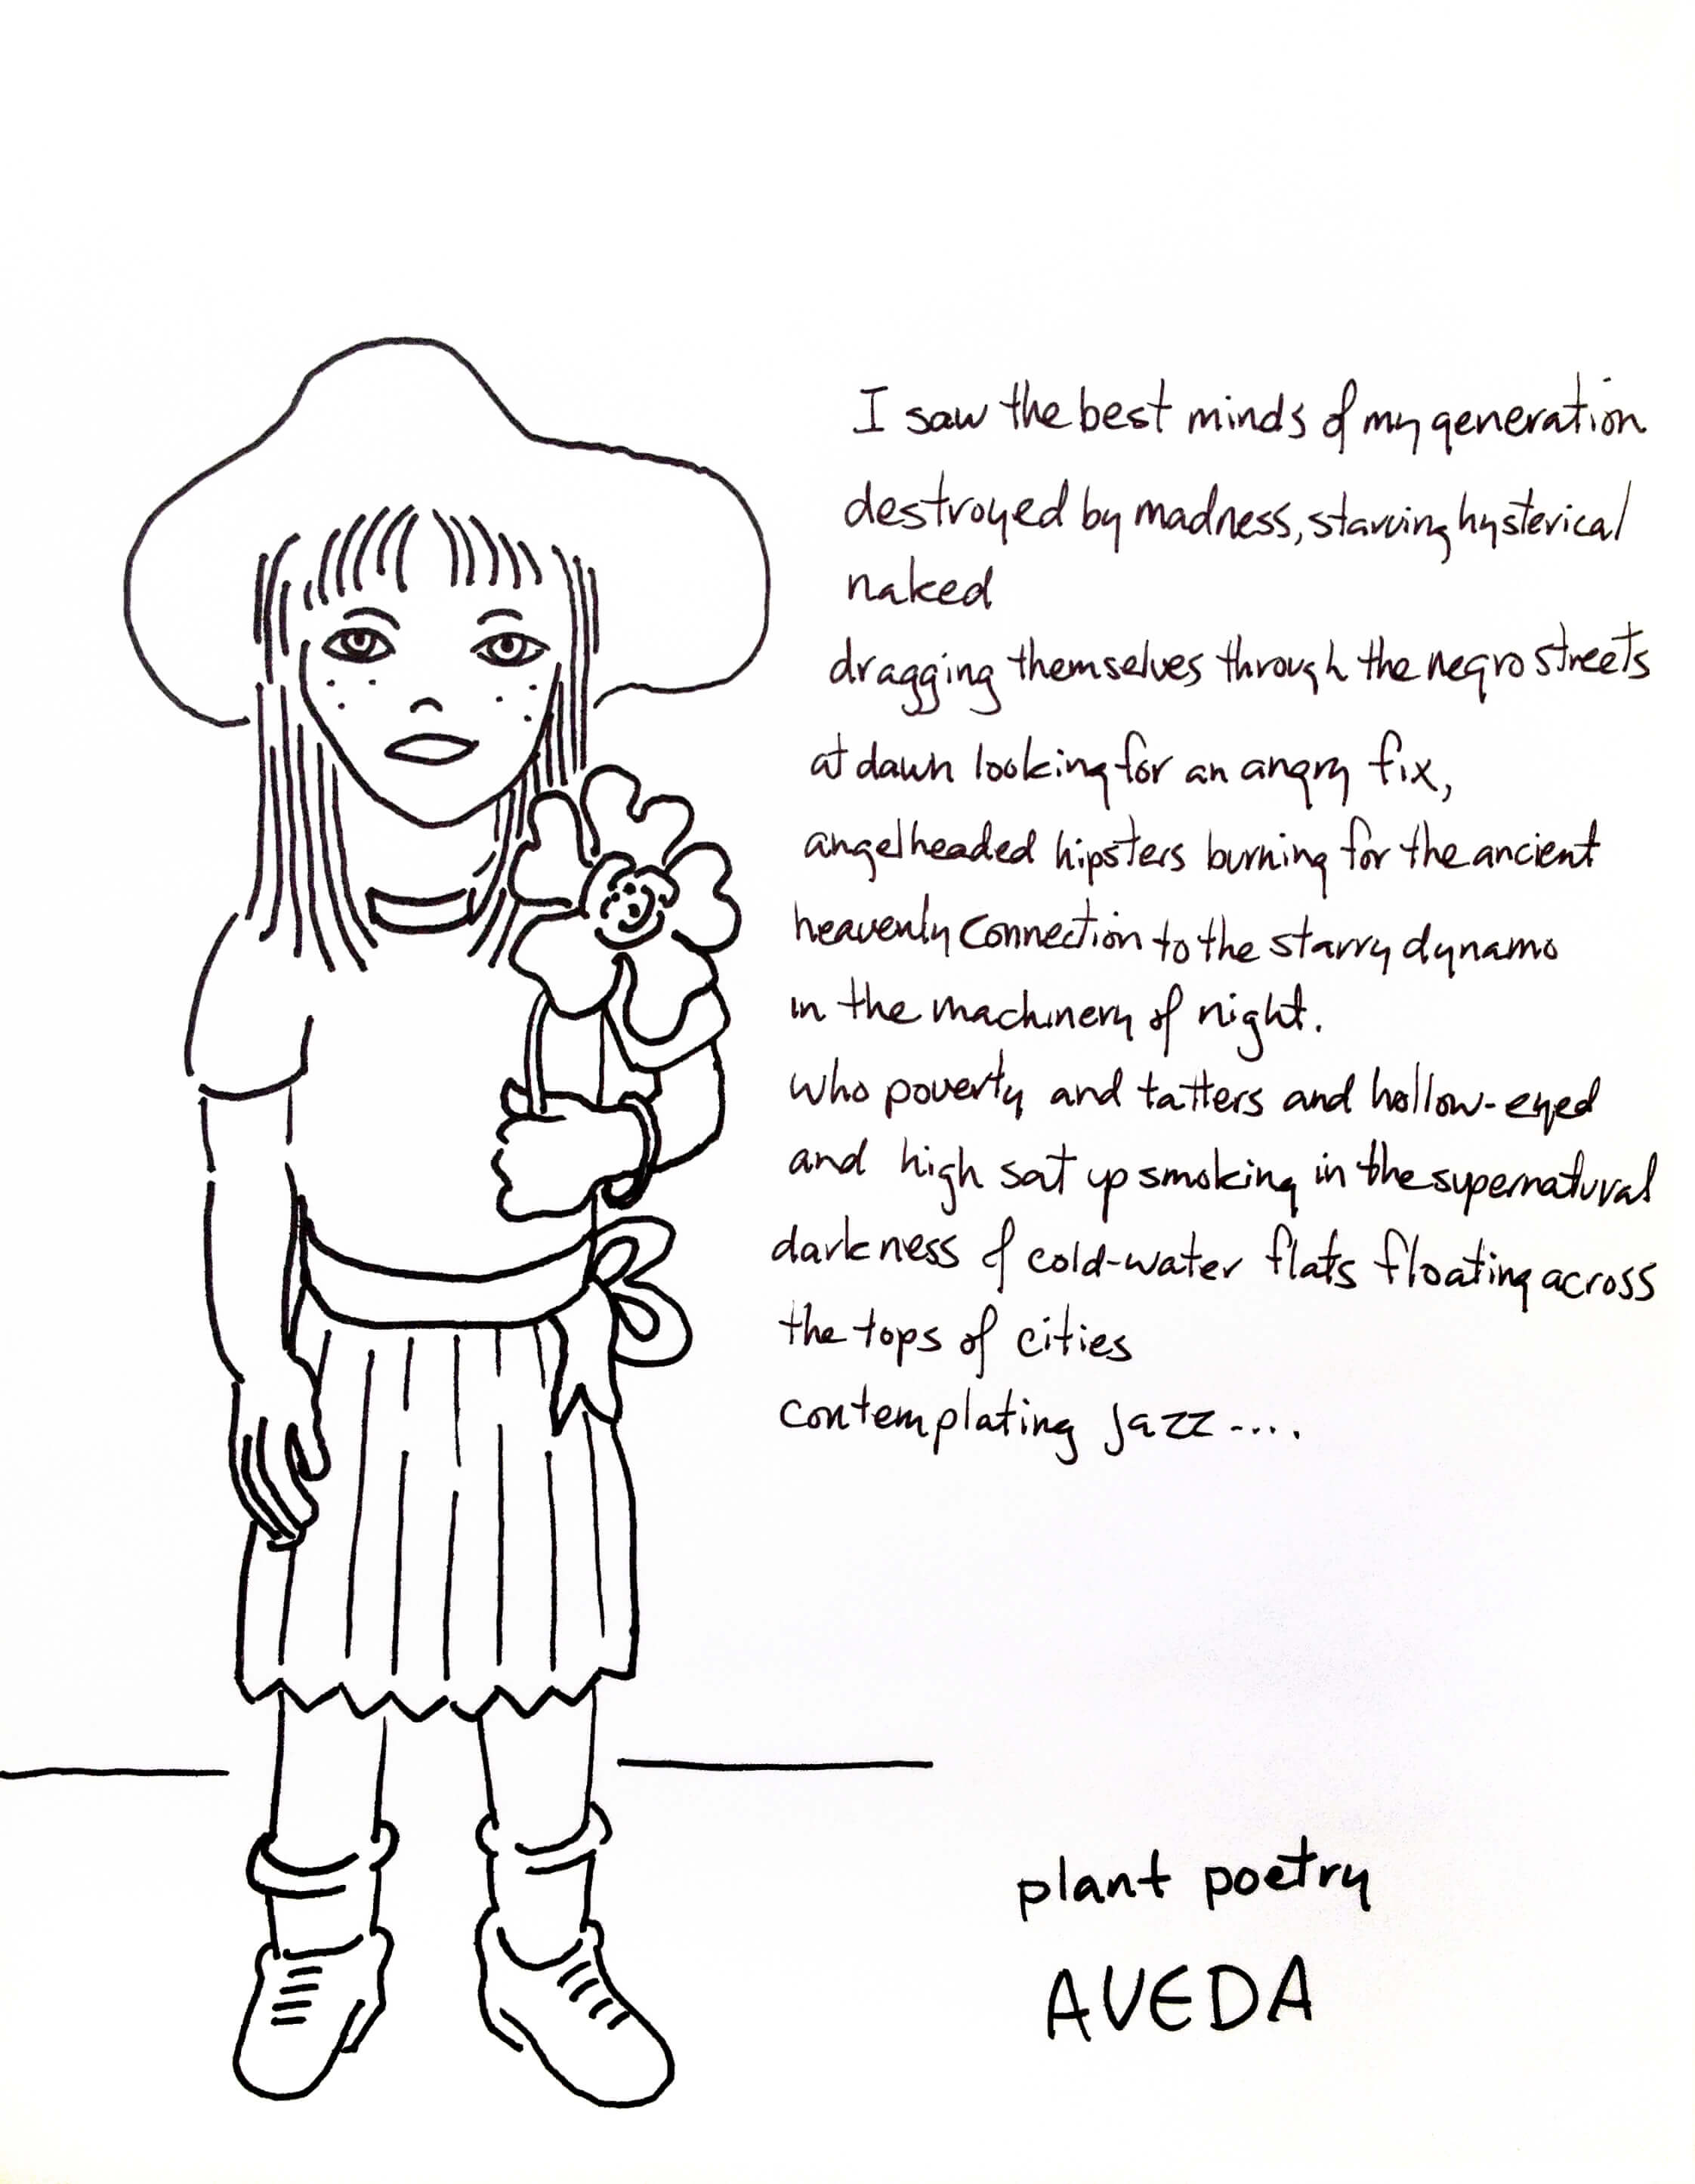 I saw the best minds of my generation
destroyed by madness, starving hysterical
naked
dragging themselves through the negro streets
at dawn looking for an angry fix,
angelheaded hipsters burning for the ancient
heavenly connection to the starry dynamo
in the machinery of night.
who poverty and tatters and hollow-eyed
and high sat up smoking in the supernatural
darkness of cold-water flats floating across
the tops of cities
contemplating jazz....
plant poetry
AVEDA